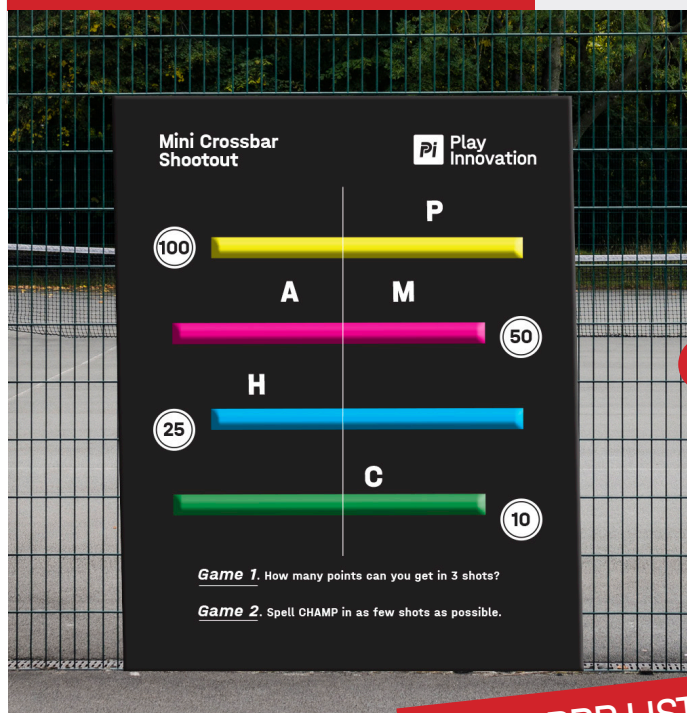 Mini Crossbar
Shootout
Pi Play
Innovation
P
100
A M
50
H
25
C
10
Game 1. How many points can you get in 3 shots?
Game 2. Spell CHAMP in as few shots as possible.
LIST